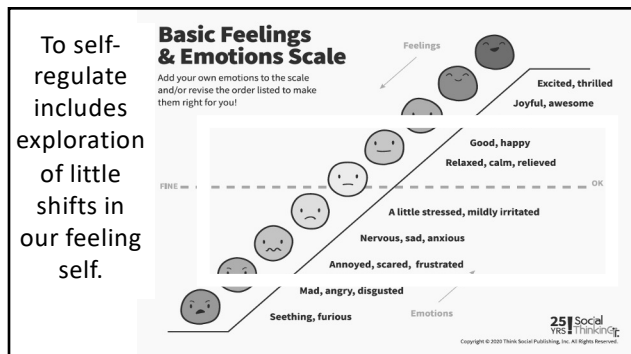 To self-
regulate
includes
exploration
of little
shifts in
our feeling
self.
Basic Feelings
& Emotions Scale
Add your own emotions to the scale
and/or revise the order listed to make
them right for you!
Feelings
Excited, thrilled
Joyful, awesome
Good, happy
Relaxed, calm, relieved
FINE
OK
A little stressed, mildly irritated
Nervous, sad, anxious
Annoyed, scared, frustrated
Mad, angry, disgusted
Seething, furious
Emotions
25 YRS Social Thinking
Copyright © 2020 Think Social Publishing, Inc. All Rights Reserved.